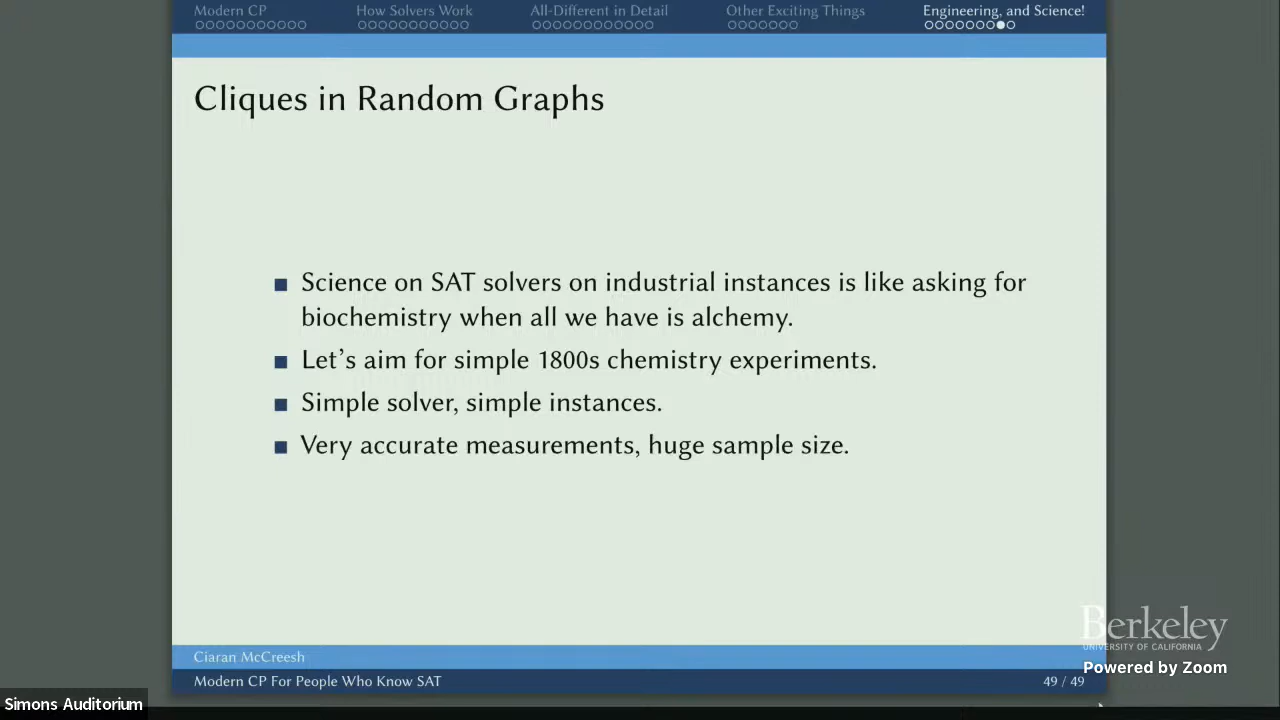 Modern CP
How Solvers Work
All-Different in Detail
Other Exciting Things
Engineering, and Science!
Cliques in Random Graphs
Science on SAT solvers on industrial instances is like asking for
biochemistry when all we have is alchemy.
Let's aim for simple 1800s chemistry experiments.
Simple solver, simple instances.
Very accurate measurements, huge sample size.
Berkeley
UNIVERSITY OF CALIFORNIA
Powered by Zoom
Ciaran McCreesh
Modern CP For People Who Know SAT
49 / 49
Simons Auditorium